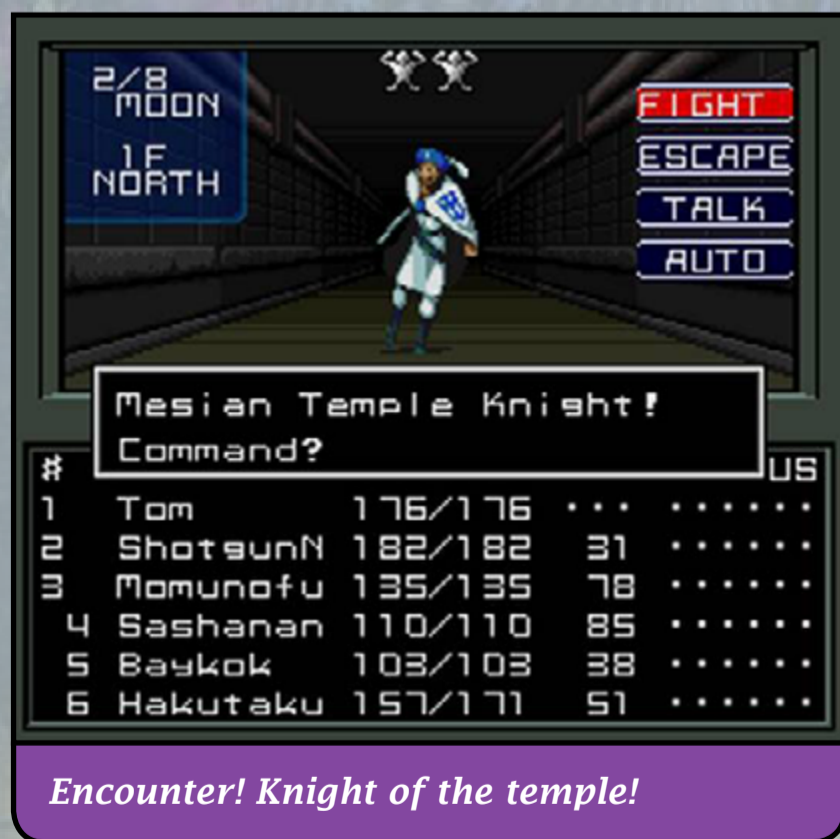 2/8
MOON
1F
NORTH
FIGHT
ESCAPE
TALK
AUTO
Mesian Temple Knight!
Command?
# US
1 Tom 176/176 ... ......
2 ShotgunN 182/182 31 ......
3 Momunofu 135/135 78 ......
4 Sashanan 110/110 85 ......
5 Baykok 103/103 38 ......
6 Hakutaku 157/171 51 ......
Encounter! Knight of the temple!